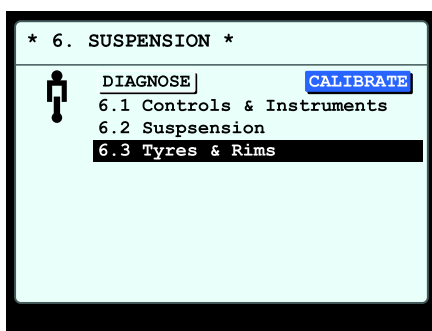 * 6. SUSPENSION *
DIAGNOSE CALIBRATE
6.1 Controls & Instruments
6.2 Suspsension
6.3 Tyres & Rims